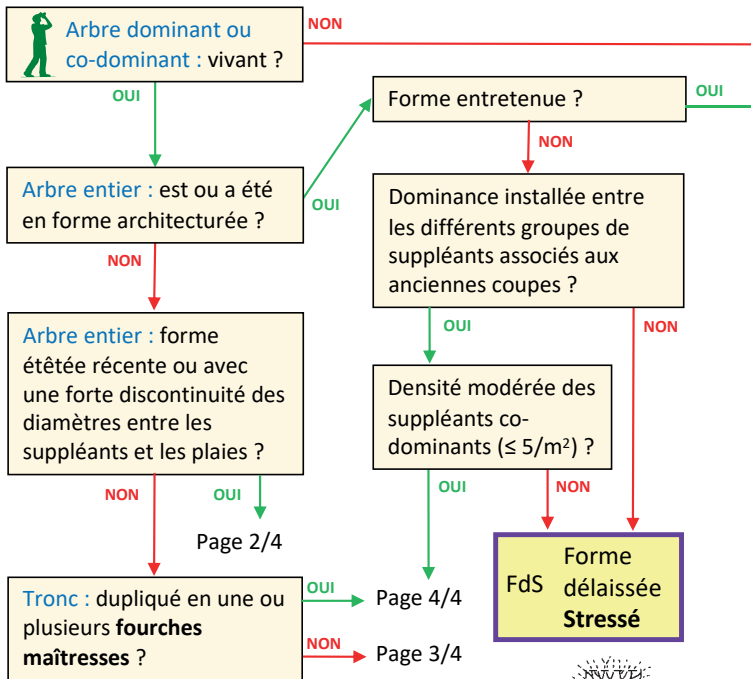 Arbre dominant ou
co-dominant : vivant ?
NON
OUI
Forme entretenue ?
OUI
NON
Arbre entier : est ou a été
en forme architecturée ?
OUI
NON
Dominance installée entre
les différents groupes de
suppléants associés aux
anciennes coupes ?
OUI
NON
Arbre entier : forme
étêtée récente ou avec
une forte discontinuité des
diamètres entre les
suppléants et les plaies ?
NON
OUI
Page 2/4
Densité modérée des
suppléants co-
dominants (≤ 5/m²) ?
OUI
NON
FdS
Forme
délaissée
Stressé
Tronc : dupliqué en une ou
plusieurs fourches
maîtresses ?
OUI
Page 4/4
NON
Page 3/4